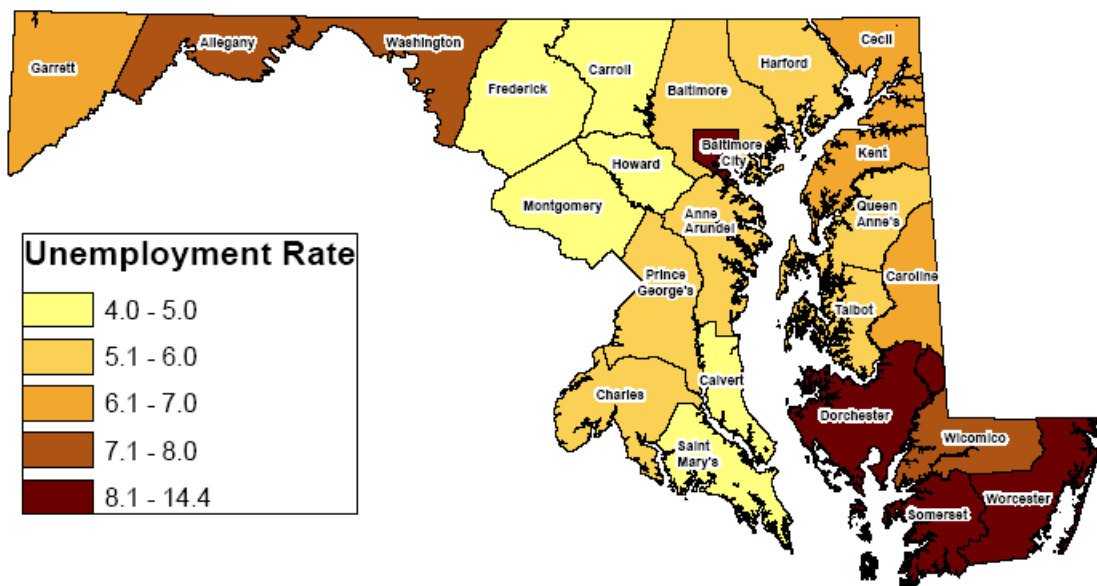 Garrett
Allegany
Washington
Frederick
Carroll
Baltimore
Harford
Cecil
Baltimore
City
Howard
Kent
Montgomery
Anne
Arundel
Queen
Anne's
Prince
George's
Caroline
Talbot
Calvert
Charles
Dorchester
Saint
Mary's
Wicomico
Worcester
Somerset
Unemployment Rate
4.0 - 5.0
5.1 - 6.0
6.1 - 7.0
7.1 - 8.0
8.1 - 14.4